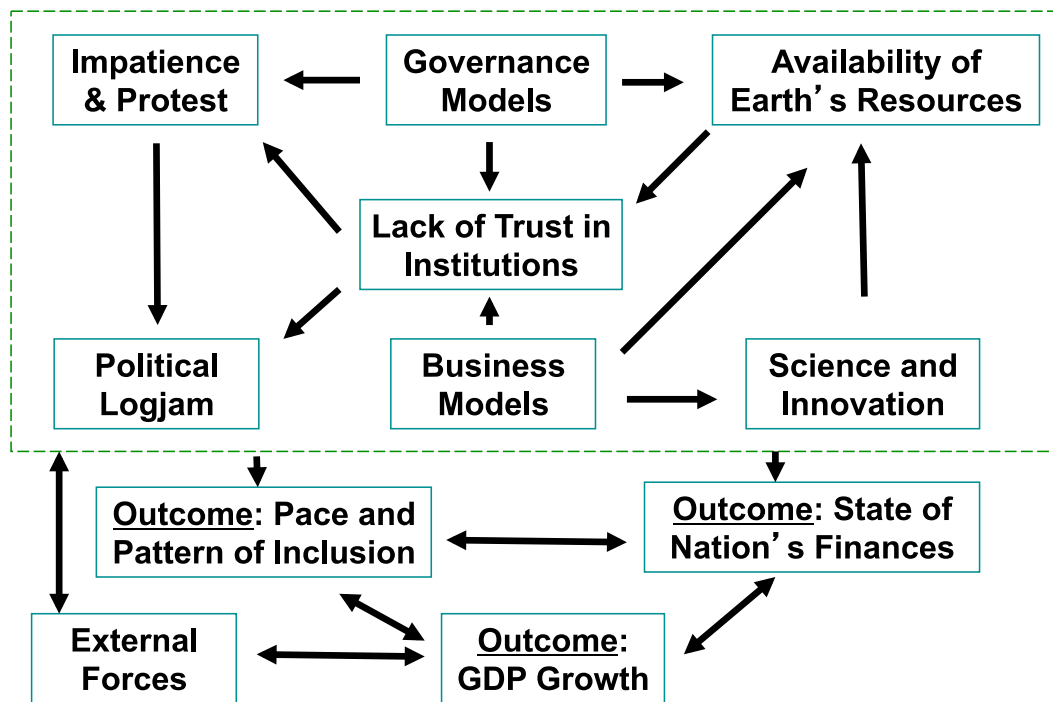 Impatience
& Protest
Governance
Models
Availability of
Earth’s Resources
Lack of Trust in
Institutions
Political
Logjam
Business
Models
Science and
Innovation
Outcome: Pace and
Pattern of Inclusion
Outcome: State of
Nation’s Finances
External
Forces
Outcome:
GDP Growth